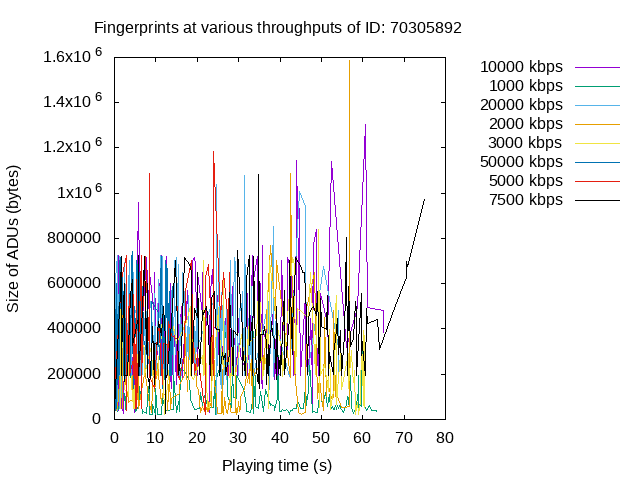 Fingerprints at various throughputs of ID: 70305892
1.6x10 6
1.4x10 6
1.2x10 6
1x10 6
800000
600000
400000
200000
0
0 10 20 30 40 50 60 70 80
Size of ADUs (bytes)
Playing time (s)
10000 kbps
1000 kbps
20000 kbps
2000 kbps
3000 kbps
50000 kbps
5000 kbps
7500 kbps